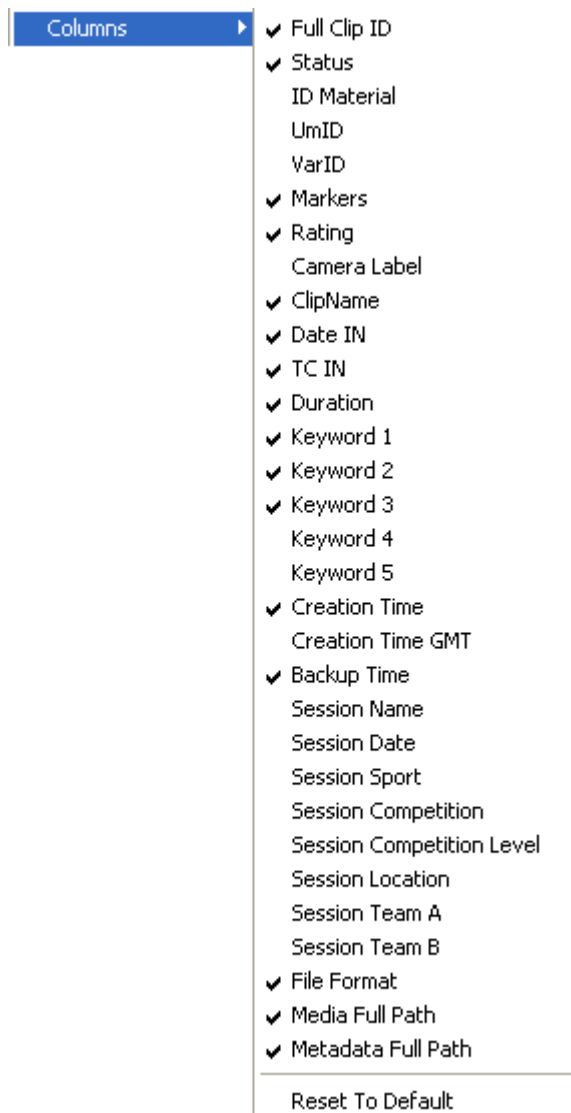 Columns
Full Clip ID
Status
ID Material
UmID
VarID
Markers
Rating
Camera Label
ClipName
Date IN
TC IN
Duration
Keyword 1
Keyword 2
Keyword 3
Keyword 4
Keyword 5
Creation Time
Creation Time GMT
Backup Time
Session Name
Session Date
Session Sport
Session Competition
Session Competition Level
Session Location
Session Team A
Session Team B
File Format
Media Full Path
Metadata Full Path
Reset To Default